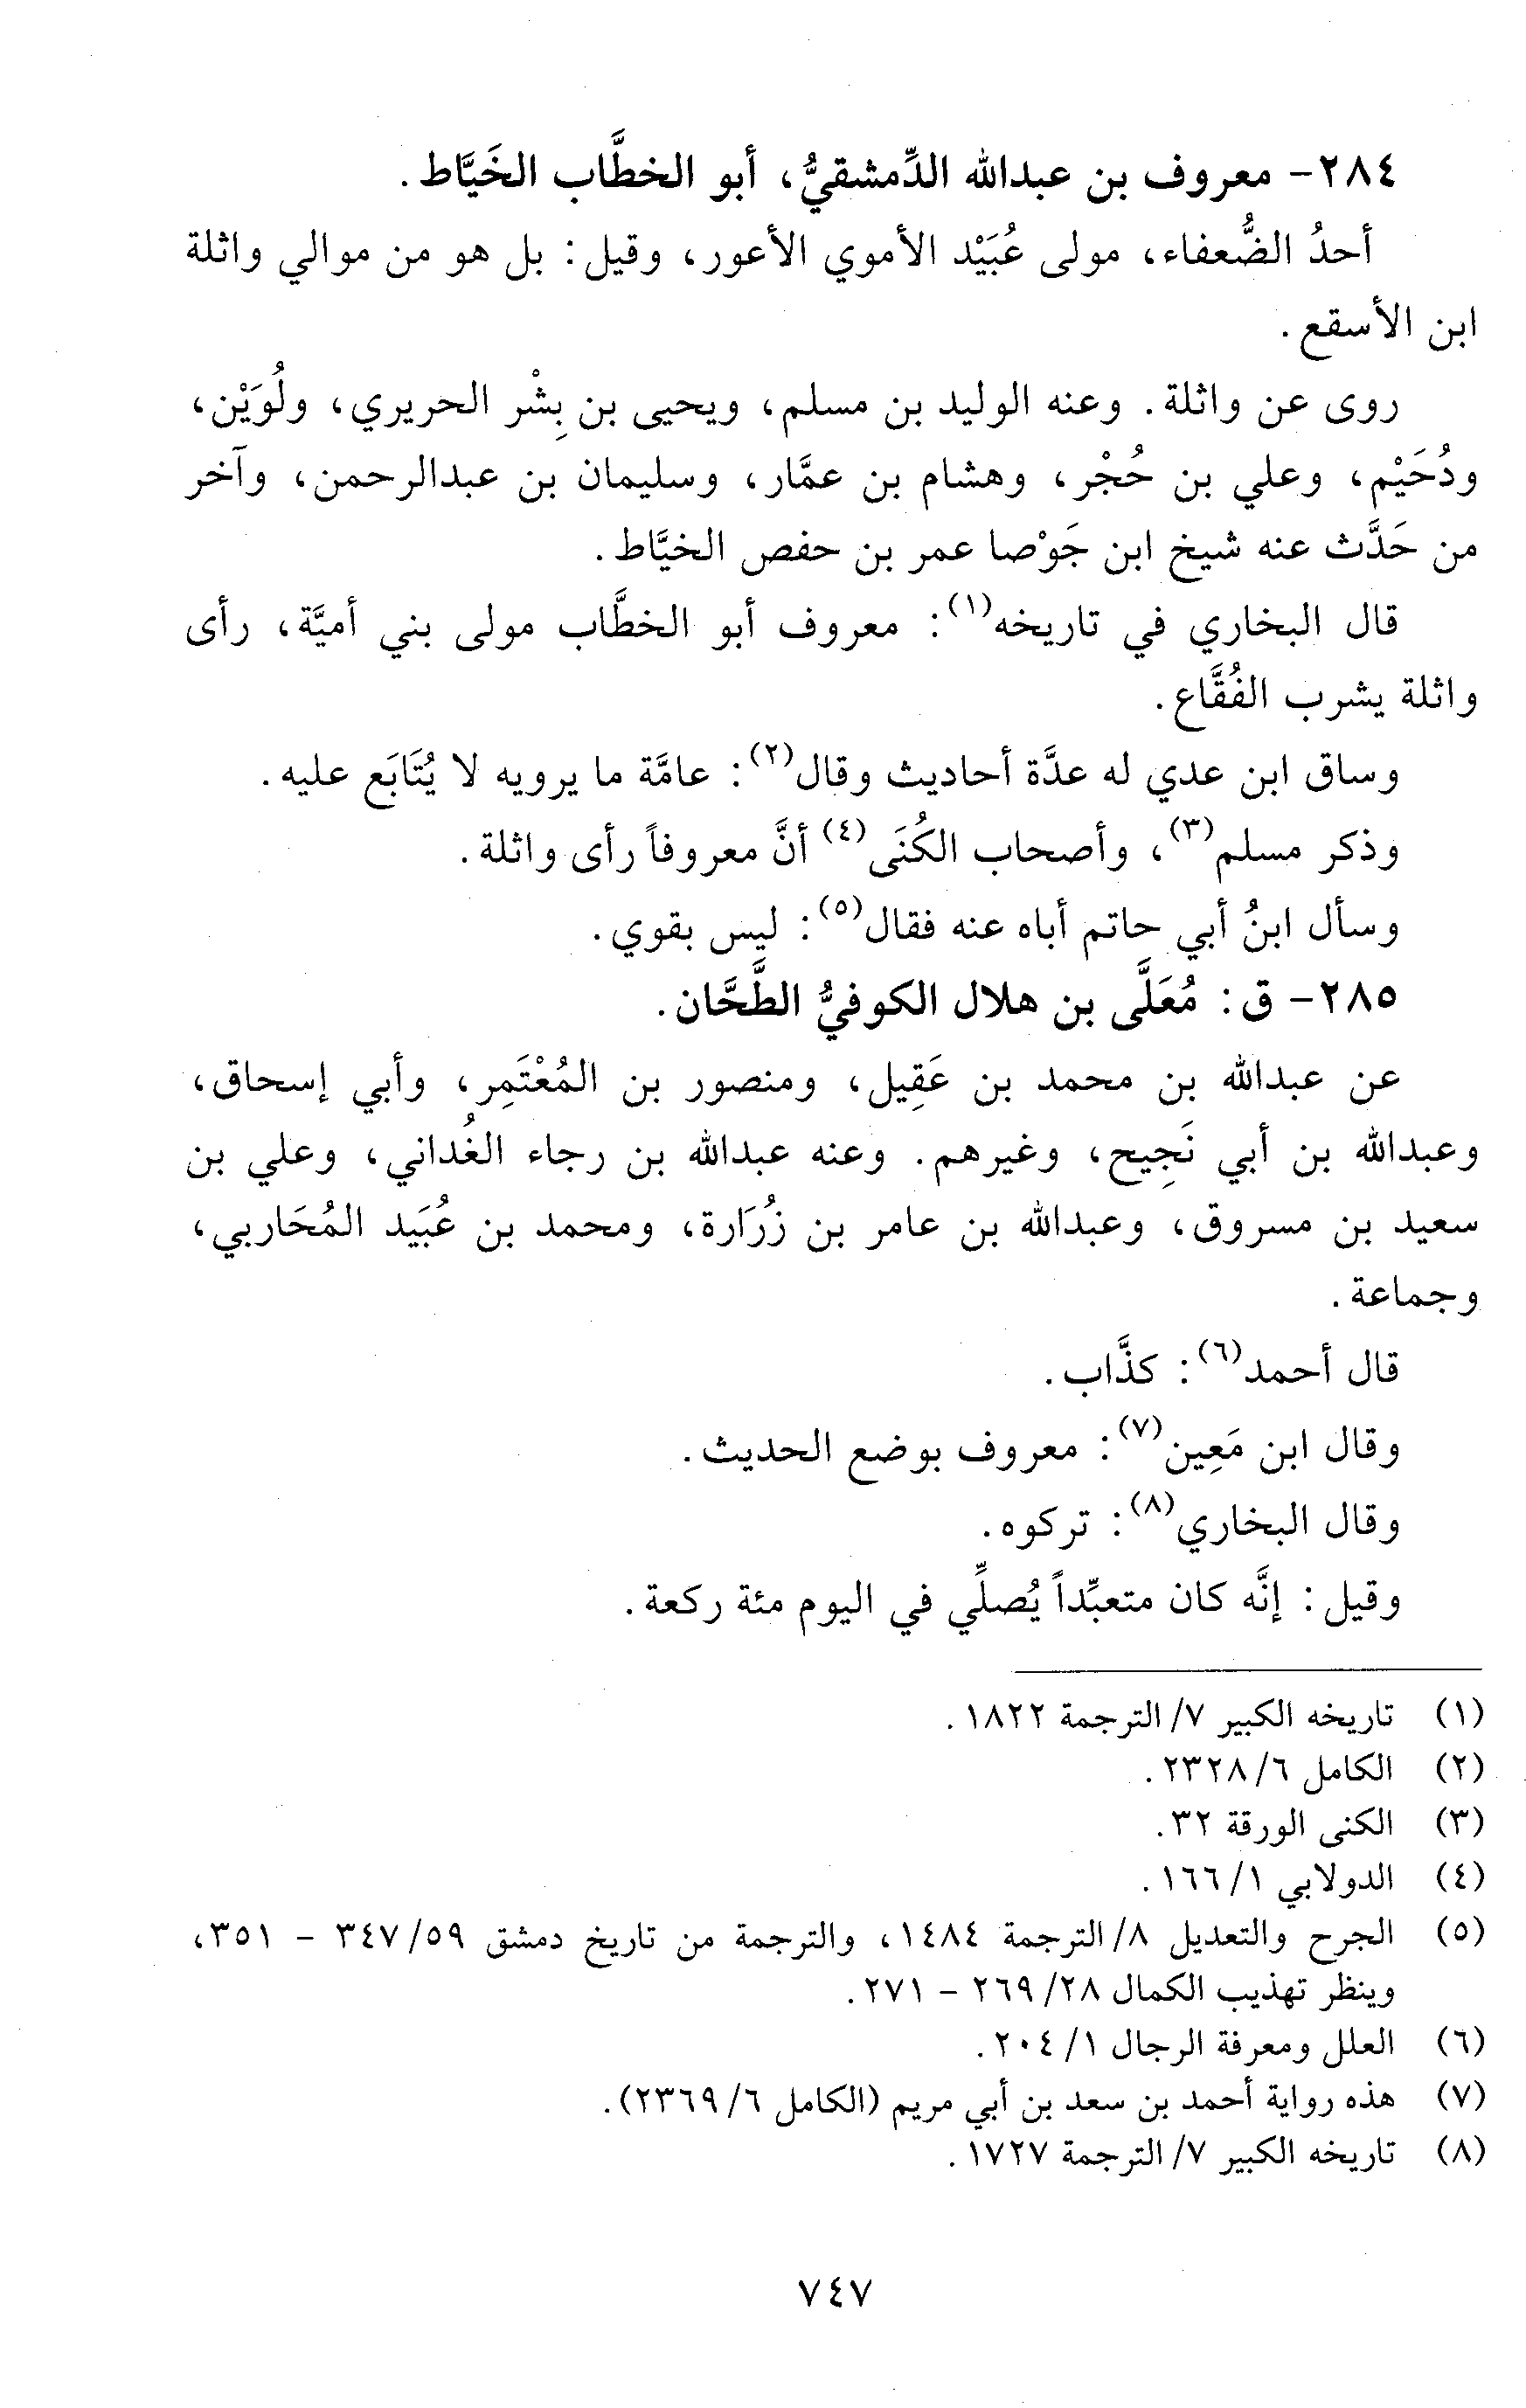 ٢٨٤- معروف بن عبدالله الدِّمشقيُّ، أبو الخطَّاب الخَيَّاط.
أحدُ الضُّعفاء، مولى عُبَيْد الأموي الأعور، وقيل: بل هو من موالي واثلة
ابن الأسقع.
روى عن واثلة. وعنه الوليد بن مسلم، ويحيى بن بِشْر الحريري، ولُوَيْن،
ودُحَيْم، وعلي بن حُجْر، وهشام بن عمَّار، وسليمان بن عبدالرحمن، وآخر
من حَدَّث عنه شيخ ابن جَوْصا عمر بن حفص الخيَّاط.
قال البخاري في تاريخه(١): معروف أبو الخطَّاب مولى بني أميَّة، رأى
واثلة يشرب الفُقَّاع.
وساق ابن عدي له عدَّة أحاديث وقال(٢): عامَّة ما يرويه لا يُتَابَع عليه.
وذكر مسلم(٣)، وأصحاب الكُنَى(٤) أنَّ معروفاً رأى واثلة.
وسأل ابنُ أبي حاتم أباه عنه فقال(٥): ليس بقوي.
٢٨٥- ق: مُعَلَّى بن هلال الكوفيُّ الطَّحَّان.
عن عبدالله بن محمد بن عَقِيل، ومنصور بن المُعْتَمِر، وأبي إسحاق،
وعبدالله بن أبي نَجِيح، وغيرهم. وعنه عبدالله بن رجاء الغُداني، وعلي بن
سعيد بن مسروق، وعبدالله بن عامر بن زُرَارة، ومحمد بن عُبَيد المُحَاربي،
وجماعة.
قال أحمد(٦): كذَّاب.
وقال ابن مَعِين(٧): معروف بوضع الحديث.
وقال البخاري(٨): تركوه.
وقيل: إنَّه كان متعبِّداً يُصلِّي في اليوم مئة ركعة.
(١) تاريخه الكبير ٧/ الترجمة ١٨٢٢.
(٢) الكامل ٦/ ٢٣٢٨.
(٣) الكنى الورقة ٣٢.
(٤) الدولابي ١/ ١٦٦.
(٥) الجرح والتعديل ٨/ الترجمة ١٤٨٤، والترجمة من تاريخ دمشق ٥٩/ ٣٤٧ - ٣٥١،
وينظر تهذيب الكمال ٢٨/ ٢٦٩ - ٢٧١.
(٦) العلل ومعرفة الرجال ١/ ٢٠٤.
(٧) هذه رواية أحمد بن سعد بن أبي مريم (الكامل ٦/ ٢٣٦٩).
(٨) تاريخه الكبير ٧/ الترجمة ١٧٢٧.
٧٤٧